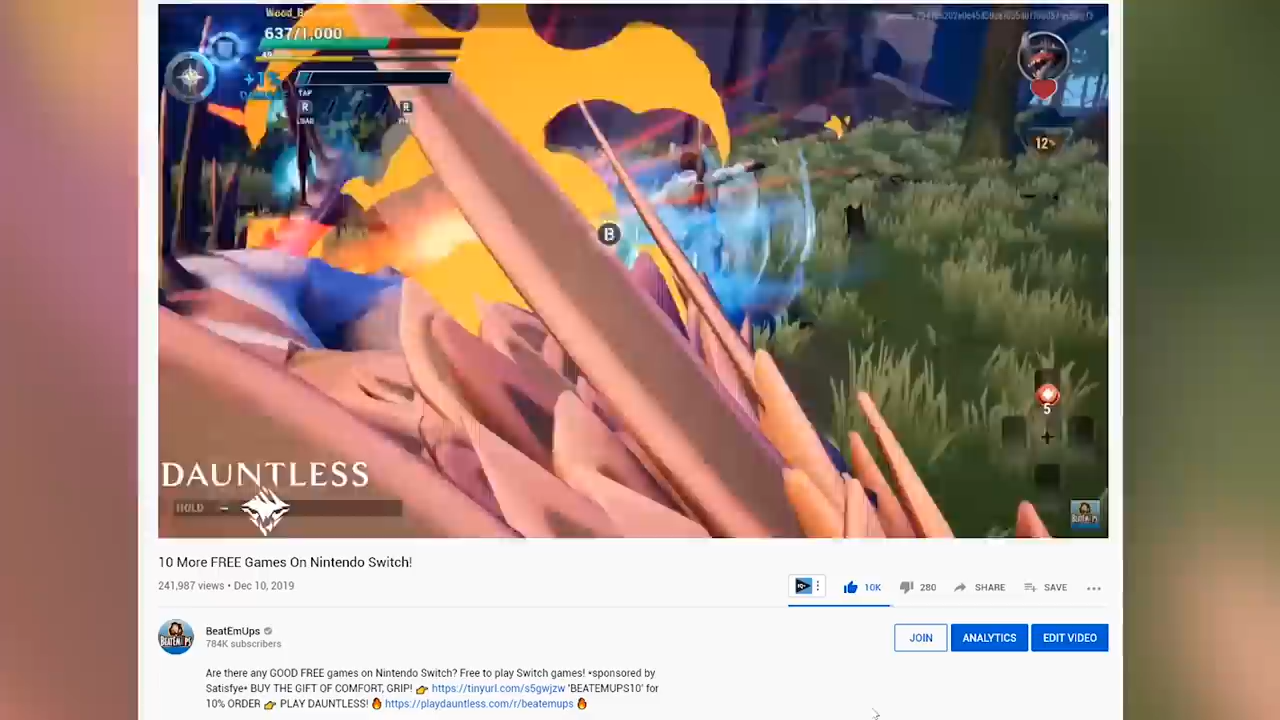 Wood_Be
637/1,000
TAP
R
R
LOAD
B
12%
5
DAUNTLESS
HOLD
10 More FREE Games On Nintendo Switch!
241,987 views • Dec 10, 2019
10K
280
SHARE
SAVE
BeatEmUps
784K subscribers
JOIN
ANALYTICS
EDIT VIDEO
Are there any GOOD FREE games on Nintendo Switch? Free to play Switch games! *sponsored by
Satisfye* BUY THE GIFT OF COMFORT, GRIP! 👉 https://tinyurl.com/s5gwjzw 'BEATEMUPS10' for
10% ORDER 👉 PLAY DAUNTLESS! 🔥 https://playdauntless.com/r/beatemups 🔥